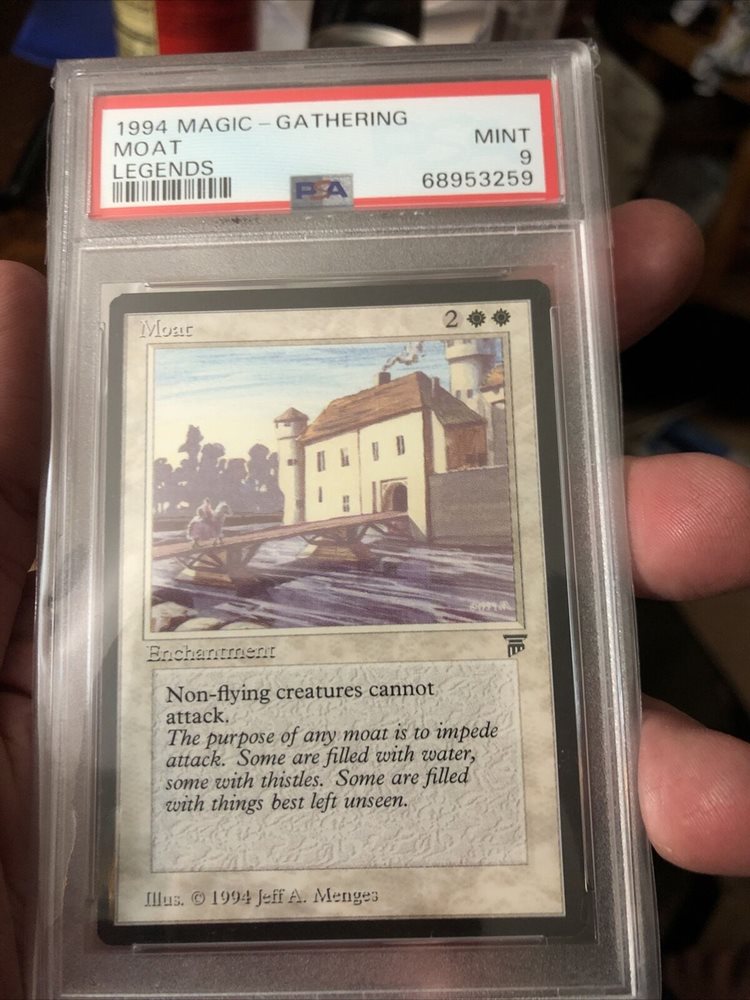 1994 MAGIC - GATHERING
MOAT
LEGENDS
MINT
9
68953259
PSA
Moat
2
Enchantment
Non-flying creatures cannot
attack.
The purpose of any moat is to impede
attack. Some are filled with water,
some with thistles. Some are filled
with things best left unseen.
Illus. © 1994 Jeff A. Menges